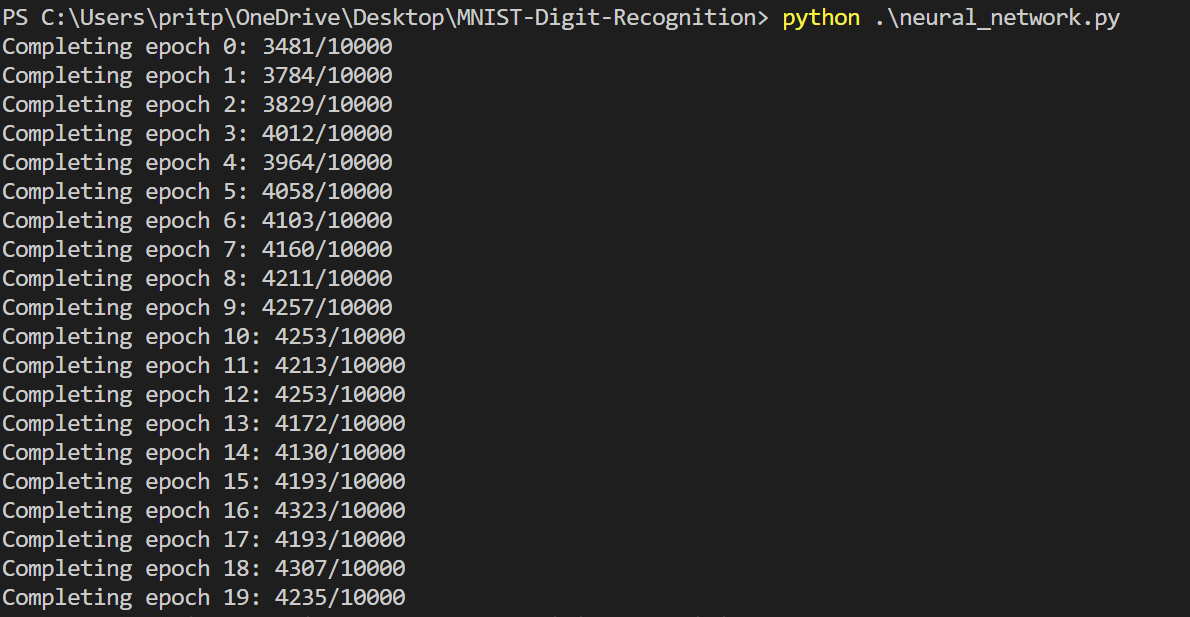 PS C:\Users\pritp\OneDrive\Desktop\MNIST-Digit-Recognition> python .\neural_network.py
Completing epoch 0: 3481/10000
Completing epoch 1: 3784/10000
Completing epoch 2: 3829/10000
Completing epoch 3: 4012/10000
Completing epoch 4: 3964/10000
Completing epoch 5: 4058/10000
Completing epoch 6: 4103/10000
Completing epoch 7: 4160/10000
Completing epoch 8: 4211/10000
Completing epoch 9: 4257/10000
Completing epoch 10: 4253/10000
Completing epoch 11: 4213/10000
Completing epoch 12: 4253/10000
Completing epoch 13: 4172/10000
Completing epoch 14: 4130/10000
Completing epoch 15: 4193/10000
Completing epoch 16: 4323/10000
Completing epoch 17: 4193/10000
Completing epoch 18: 4307/10000
Completing epoch 19: 4235/10000